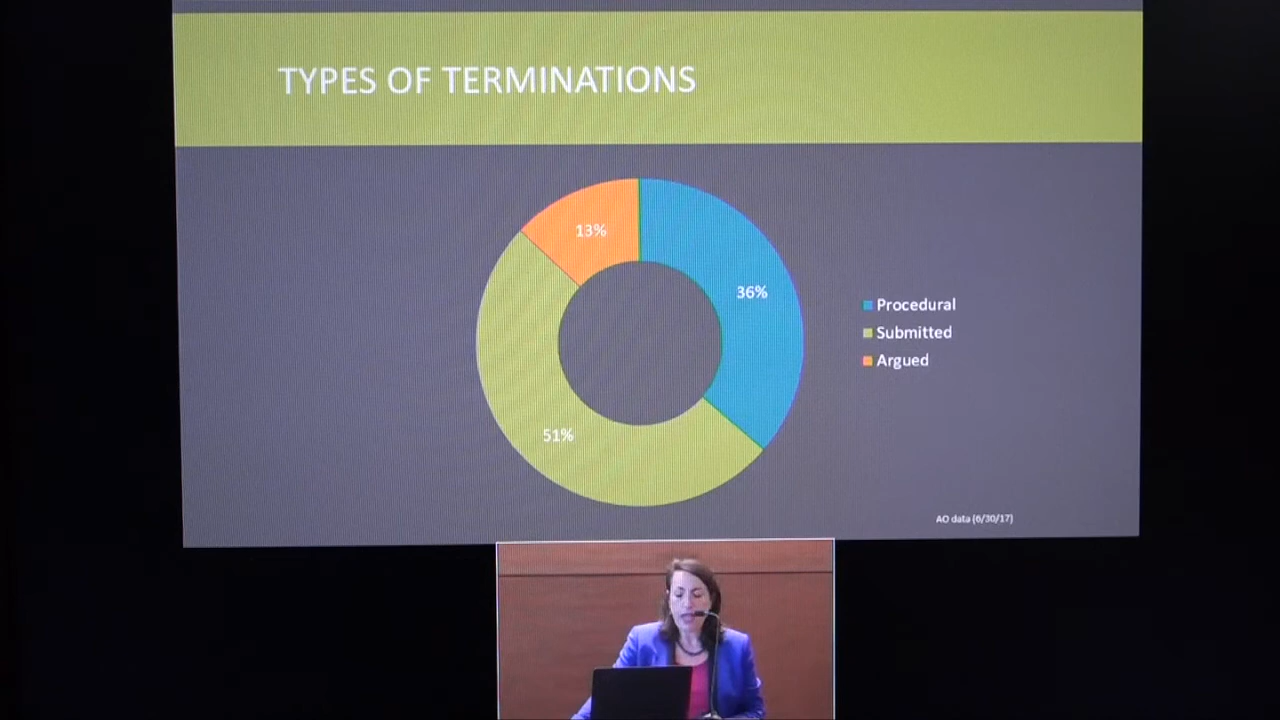 TYPES OF TERMINATIONS
13%
36%
51%
Procedural
Submitted
Argued
AO data (6/30/17)